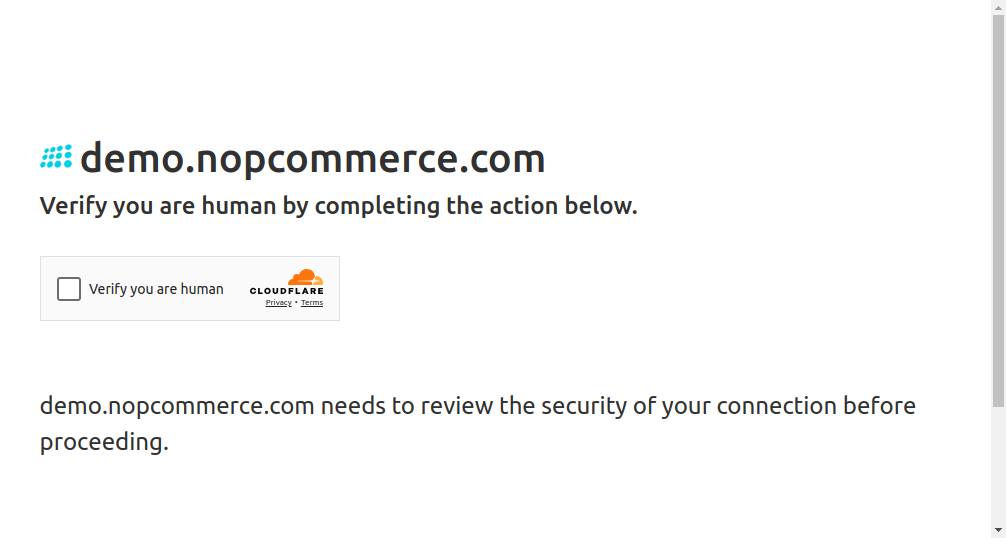 demo.nopcommerce.com
Verify you are human by completing the action below.
Verify you are human
CLOUDFLARE
Privacy • Terms
demo.nopcommerce.com needs to review the security of your connection before
proceeding.